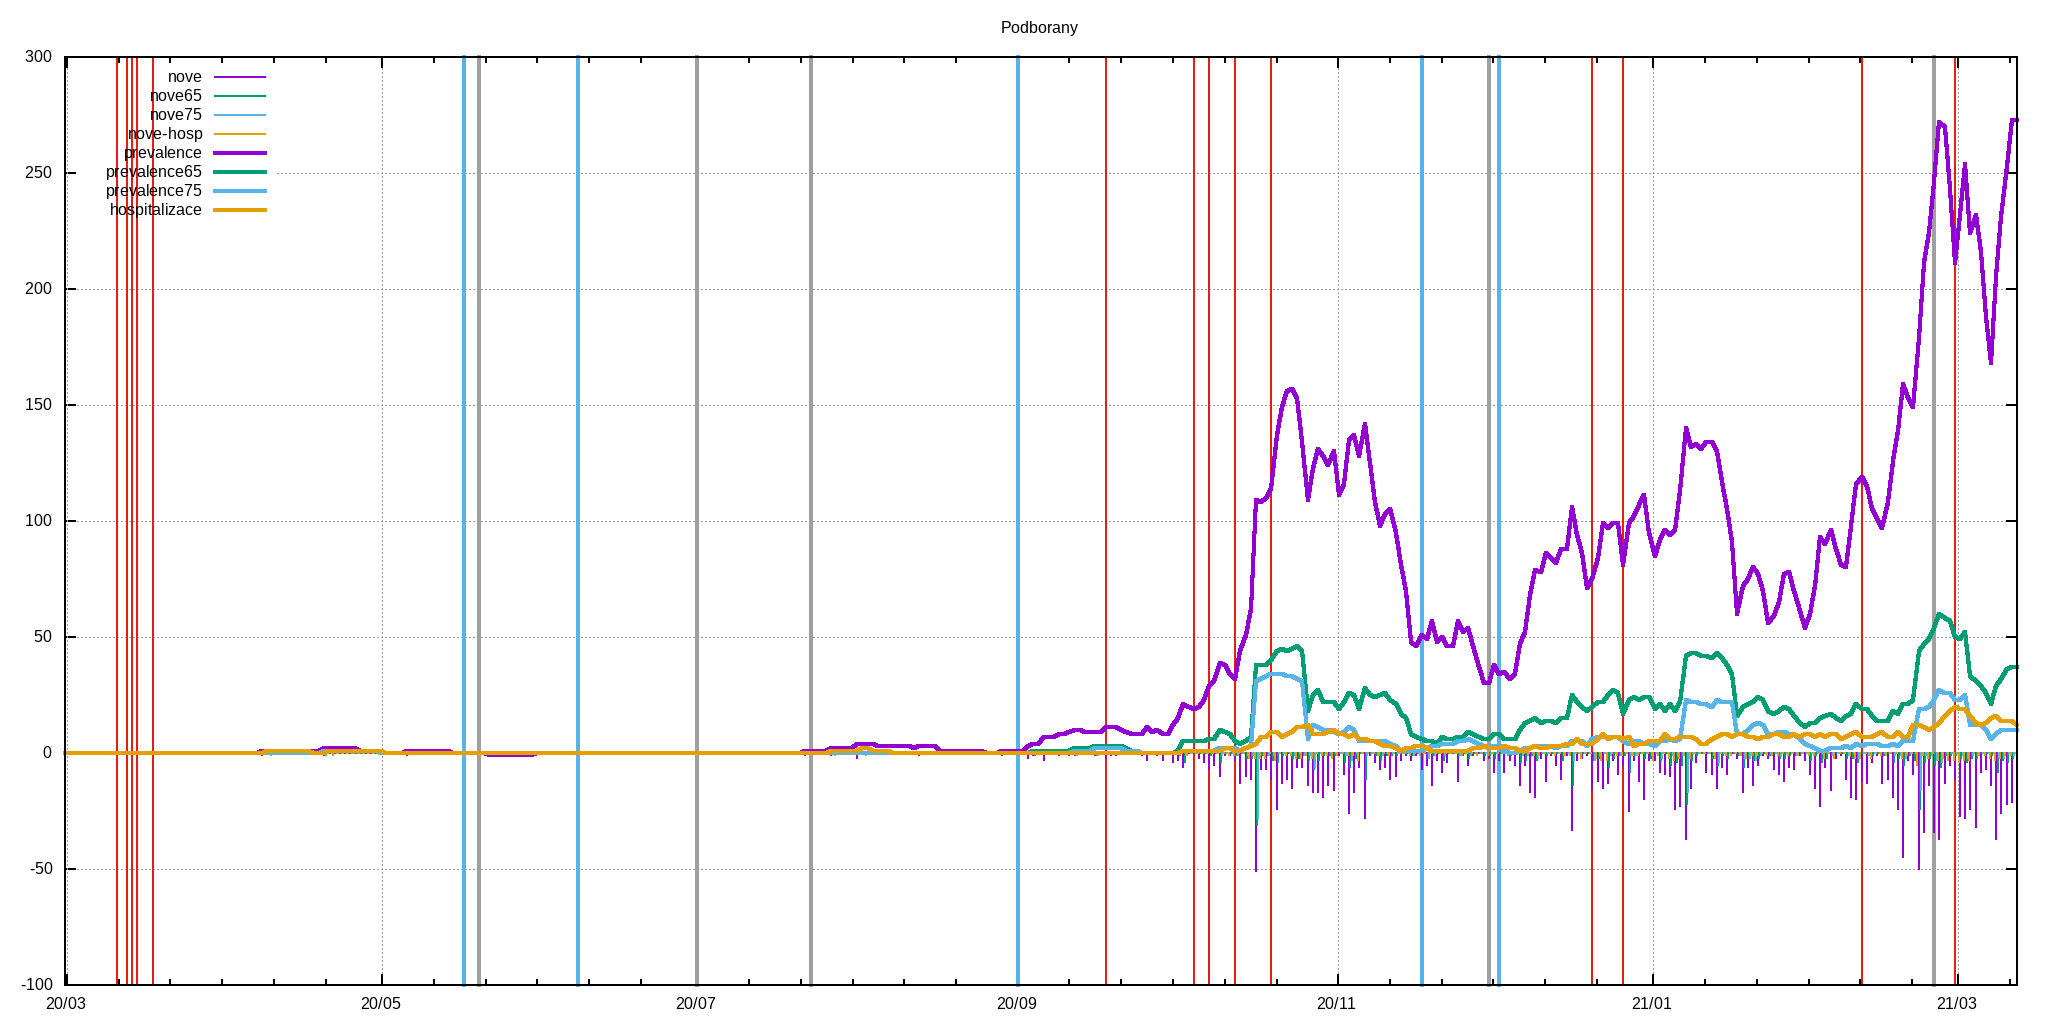 Podborany
300
250
200
150
100
50
0
-50
-100
nove
nove65
nove75
nove-hosp
prevalence
prevalence65
prevalence75
hospitalizace
20/03 20/05 20/07 20/09 20/11 21/01 21/03